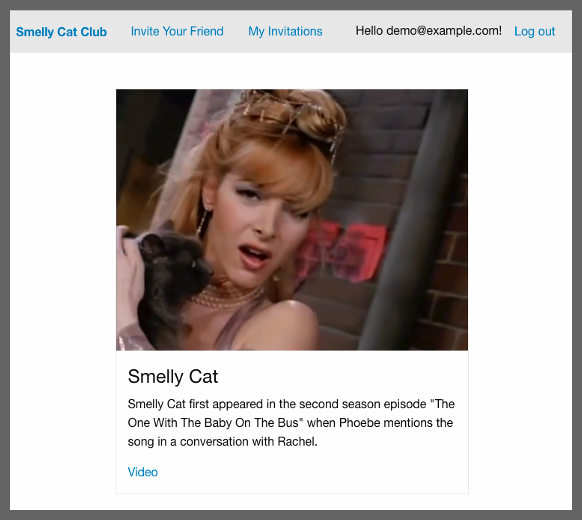 Smelly Cat Club Invite Your Friend My Invitations Hello demo@example.com! Log out
Smelly Cat
Smelly Cat first appeared in the second season episode "The
One With The Baby On The Bus" when Phoebe mentions the
song in a conversation with Rachel.
Video